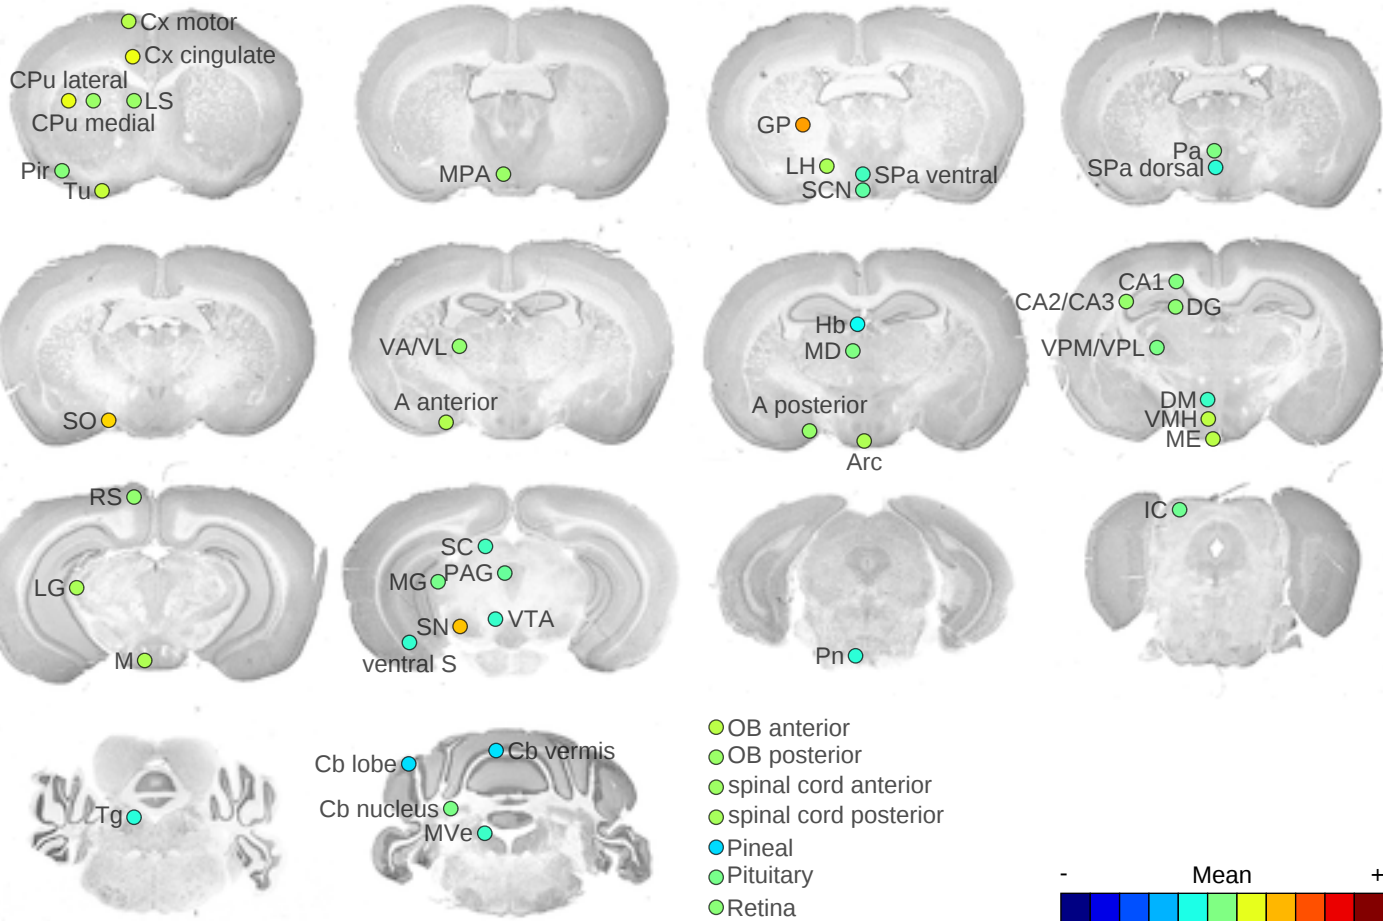 Cx motor
Cx cingulate
CPu lateral
LS
CPu medial
Pir
Tu
MPA
GP
LH
SPa ventral
SCN
Pa
SPa dorsal
SO
VA/VL
A anterior
Hb
MD
A posterior
Arc
CA1
CA2/CA3
DG
VPM/VPL
DM
VMH
ME
RS
LG
M
SC
MG
PAG
SN
VTA
ventral S
Pn
IC
Tg
Cb lobe
Cb vermis
Cb nucleus
MVe
OB anterior
OB posterior
spinal cord anterior
spinal cord posterior
Pineal
Pituitary
Retina
- Mean +